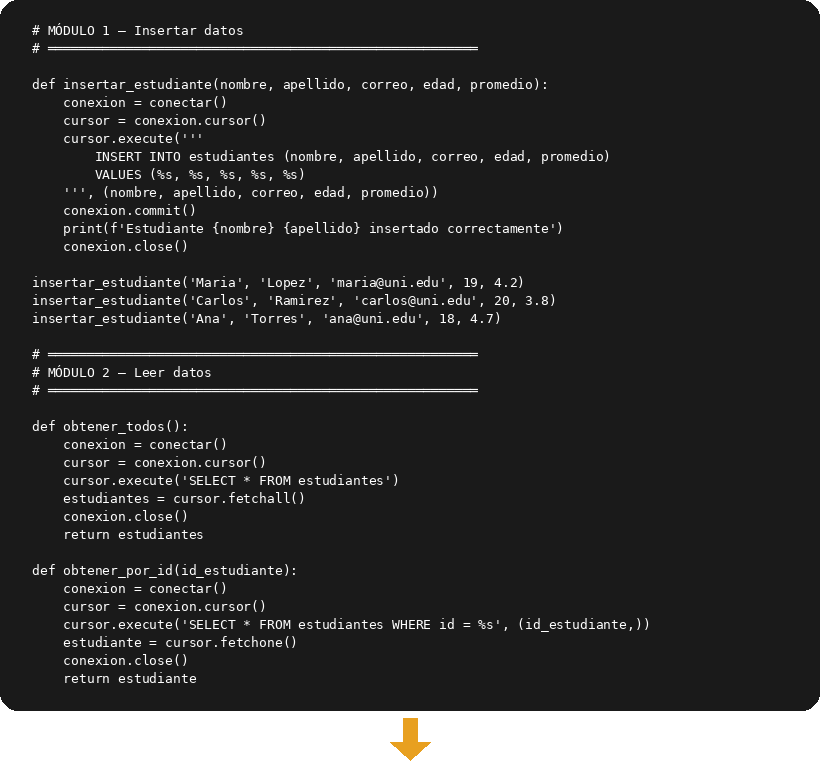 # MÓDULO 1 — Insertar datos
# ═══════════════════════════════════════════════════════
def insertar_estudiante(nombre, apellido, correo, edad, promedio):
    conexion = conectar()
    cursor = conexion.cursor()
    cursor.execute('''
        INSERT INTO estudiantes (nombre, apellido, correo, edad, promedio)
        VALUES (%s, %s, %s, %s, %s)
    ''', (nombre, apellido, correo, edad, promedio))
    conexion.commit()
    print(f'Estudiante {nombre} {apellido} insertado correctamente')
    conexion.close()
insertar_estudiante('Maria', 'Lopez', 'maria@uni.edu', 19, 4.2)
insertar_estudiante('Carlos', 'Ramirez', 'carlos@uni.edu', 20, 3.8)
insertar_estudiante('Ana', 'Torres', 'ana@uni.edu', 18, 4.7)
# ═══════════════════════════════════════════════════════
# MÓDULO 2 — Leer datos
# ═══════════════════════════════════════════════════════
def obtener_todos():
    conexion = conectar()
    cursor = conexion.cursor()
    cursor.execute('SELECT * FROM estudiantes')
    estudiantes = cursor.fetchall()
    conexion.close()
    return estudiantes
def obtener_por_id(id_estudiante):
    conexion = conectar()
    cursor = conexion.cursor()
    cursor.execute('SELECT * FROM estudiantes WHERE id = %s', (id_estudiante,))
    estudiante = cursor.fetchone()
    conexion.close()
    return estudiante